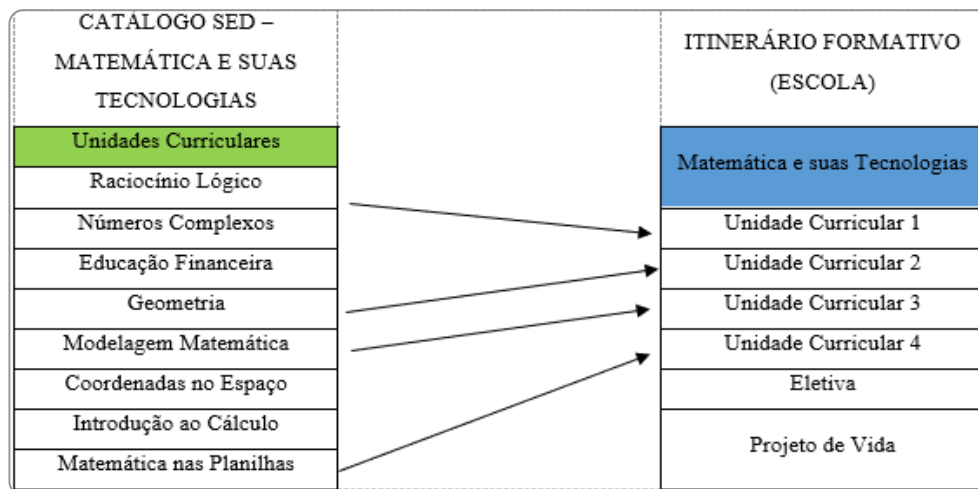 CATÁLOGO SED –
MATEMÁTICA E SUAS
TECNOLOGIAS
Unidades Curriculares
Raciocínio Lógico
Números Complexos
Educação Financeira
Geometria
Modelagem Matemática
Coordenadas no Espaço
Introdução ao Cálculo
Matemática nas Planilhas
ITINERÁRIO FORMATIVO
(ESCOLA)
Matemática e suas Tecnologias
Unidade Curricular 1
Unidade Curricular 2
Unidade Curricular 3
Unidade Curricular 4
Eletiva
Projeto de Vida